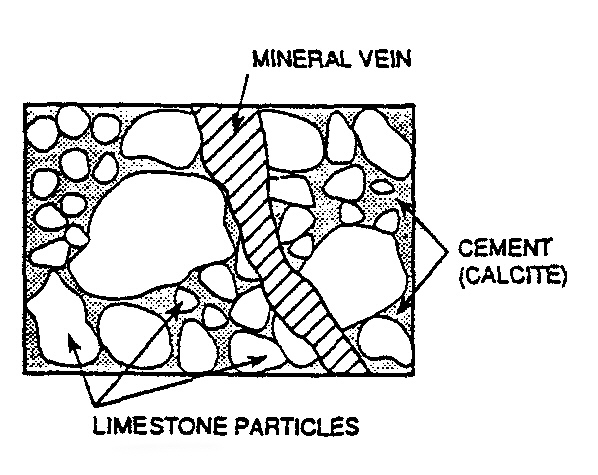 MINERAL VEIN
CEMENT
(CALCITE)
LIMESTONE PARTICLES